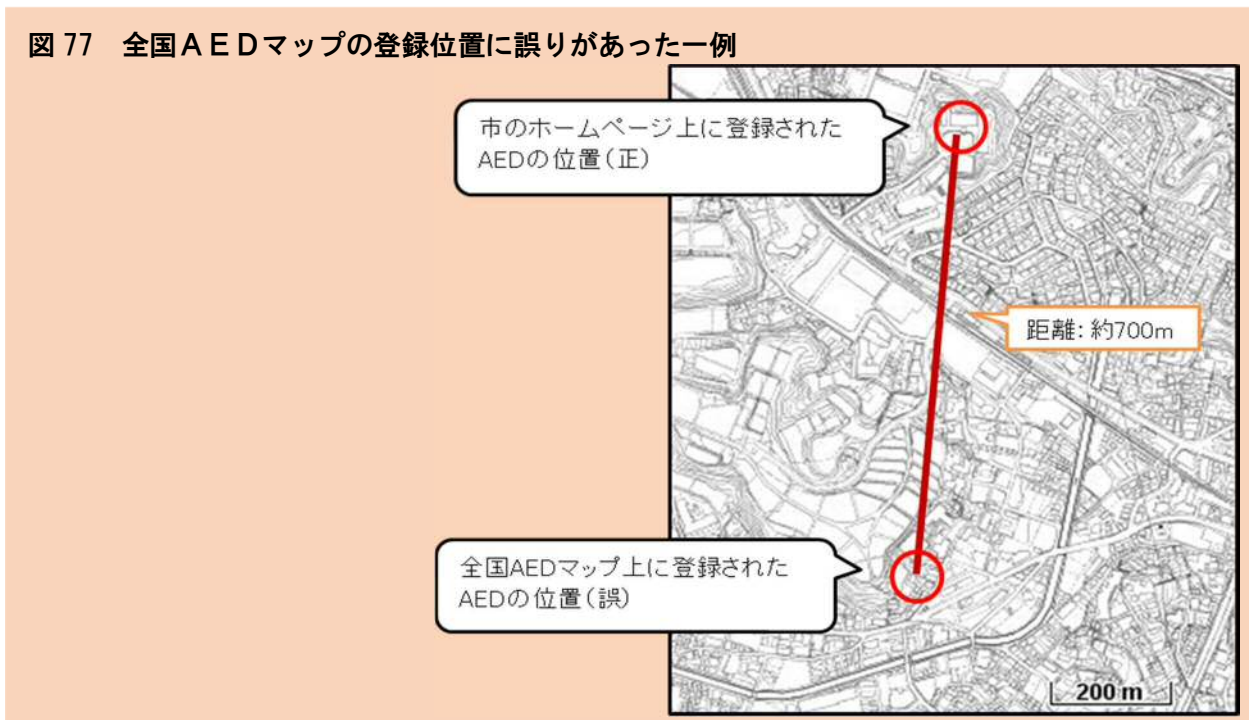 図77 全国ＡＥＤマップの登録位置に誤りがあった一例
市のホームページ上に登録された
AEDの位置(正)
距離: 約700m
全国AEDマップ上に登録された
AEDの位置(誤)
200 m